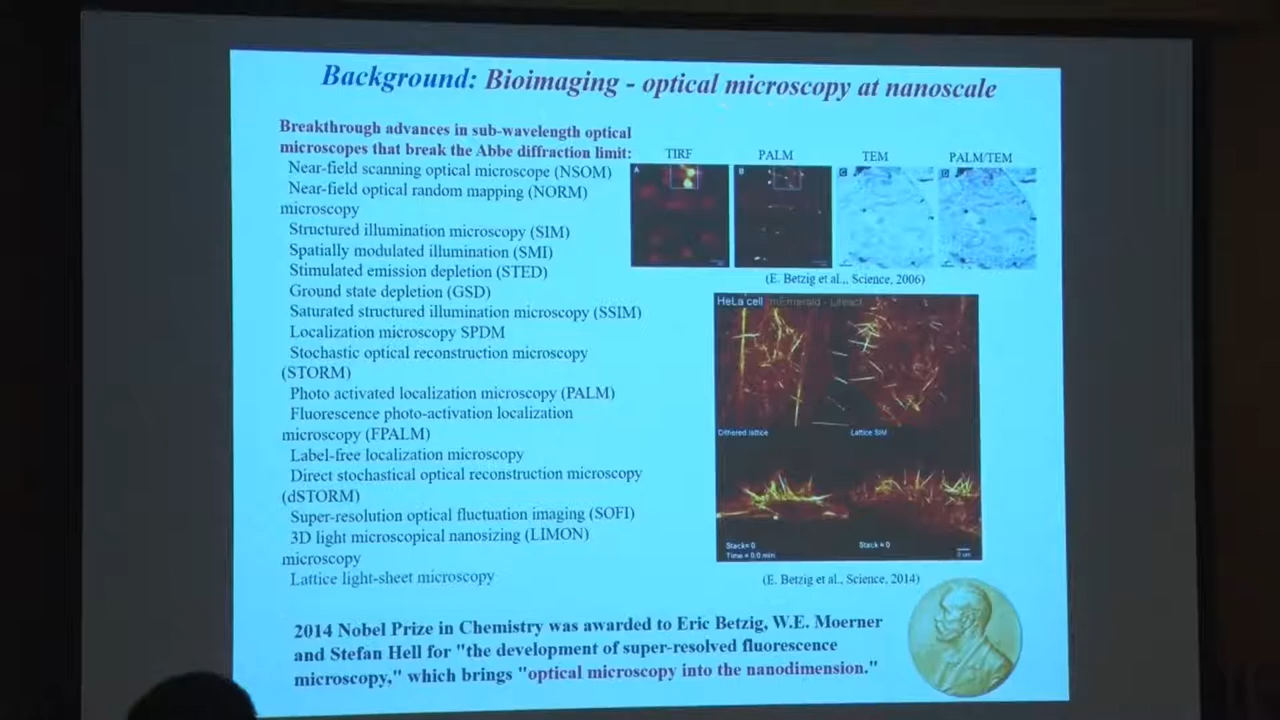 Background: Bioimaging - optical microscopy at nanoscale
Breakthrough advances in sub-wavelength optical
microscopes that break the Abbe diffraction limit:
Near-field scanning optical microscope (NSOM)
Near-field optical random mapping (NORM)
microscopy
Structured illumination microscopy (SIM)
Spatially modulated illumination (SMI)
Stimulated emission depletion (STED)
Ground state depletion (GSD)
Saturated structured illumination microscopy (SSIM)
Localization microscopy SPDM
Stochastic optical reconstruction microscopy
(STORM)
Photo activated localization microscopy (PALM)
Fluorescence photo-activation localization
microscopy (FPALM)
Label-free localization microscopy
Direct stochastical optical reconstruction microscopy
(dSTORM)
Super-resolution optical fluctuation imaging (SOFI)
3D light microscopical nanosizing (LIMON)
microscopy
Lattice light-sheet microscopy
TIRF PALM TEM PALM/TEM
A B C D
(E. Betzig et al., Science, 2006)
HeLa cell mEmerald - Lifeact
Dithered lattice Lattice SIM
Stack= 0 Stack = 0
Time = 0.0 min
(E. Betzig et al., Science, 2014)
2014 Nobel Prize in Chemistry was awarded to Eric Betzig, W.E. Moerner
and Stefan Hell for "the development of super-resolved fluorescence
microscopy," which brings "optical microscopy into the nanodimension."